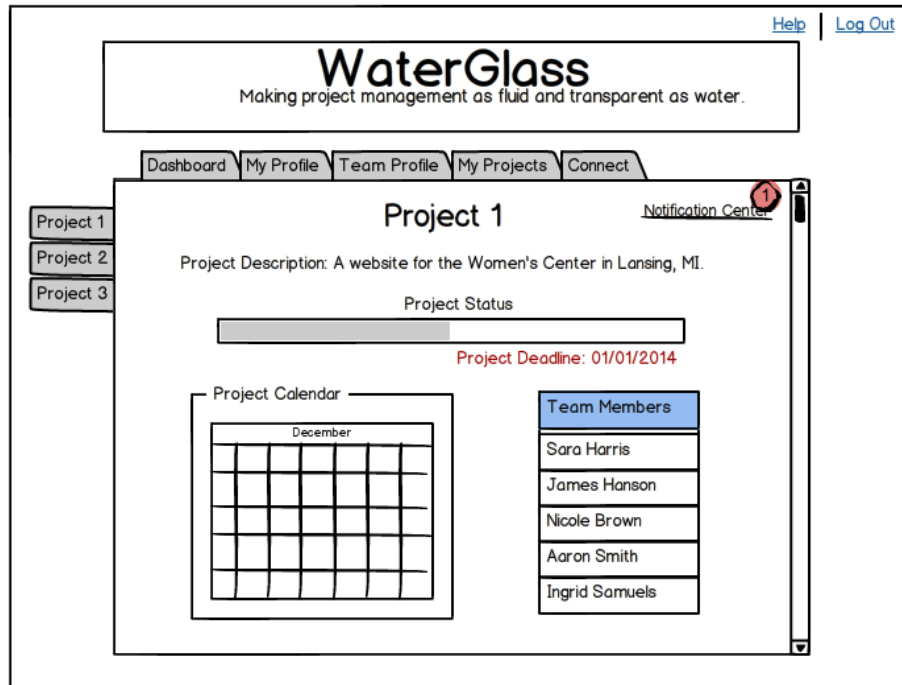 Help
Log Out
WaterGlass
Making project management as fluid and transparent as water.
Dashboard
My Profile
Team Profile
My Projects
Connect
Project 1
Project 2
Project 3
Project 1
1
Notification Center
Project Description: A website for the Women's Center in Lansing, MI.
Project Status
Project Deadline: 01/01/2014
Project Calendar
December
Team Members
Sara Harris
James Hanson
Nicole Brown
Aaron Smith
Ingrid Samuels